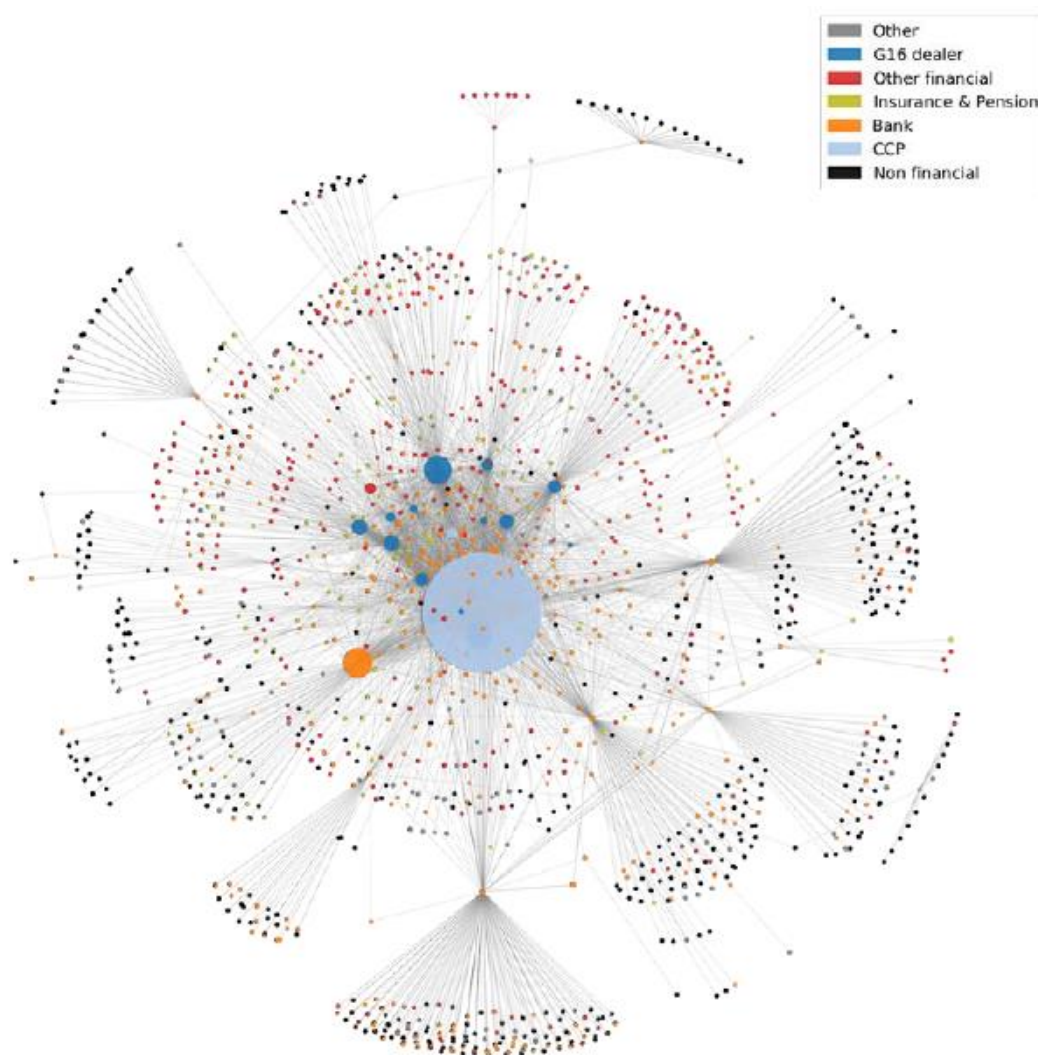 Other
G16 dealer
Other financial
Insurance & Pension
Bank
CCP
Non financial